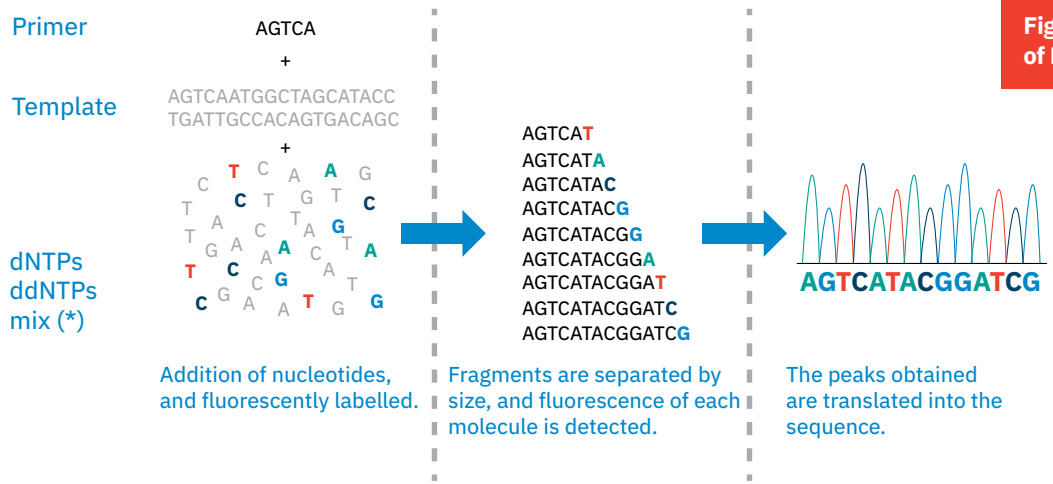 Primer
AGTCA
+
Template
AGTCAATGGCTAGCATACC
TGATTGCCACAGTGACAGC
+
T C A A G
C
C T G T C
T
A T G
T C A
G A A C T A
T C A
C G T
C G A A T G G
dNTPs
ddNTPs
mix (*)
Addition of nucleotides,
and fluorescently labelled.
AGTCAT
AGTCATA
AGTCATAC
AGTCATACG
AGTCATACGG
AGTCATACGGA
AGTCATACGGAT
AGTCATACGGATC
AGTCATACGGATCG
Fragments are separated by
size, and fluorescence of each
molecule is detected.
Fig
of
AGTCATACGGATCG
The peaks obtained
are translated into the
sequence.